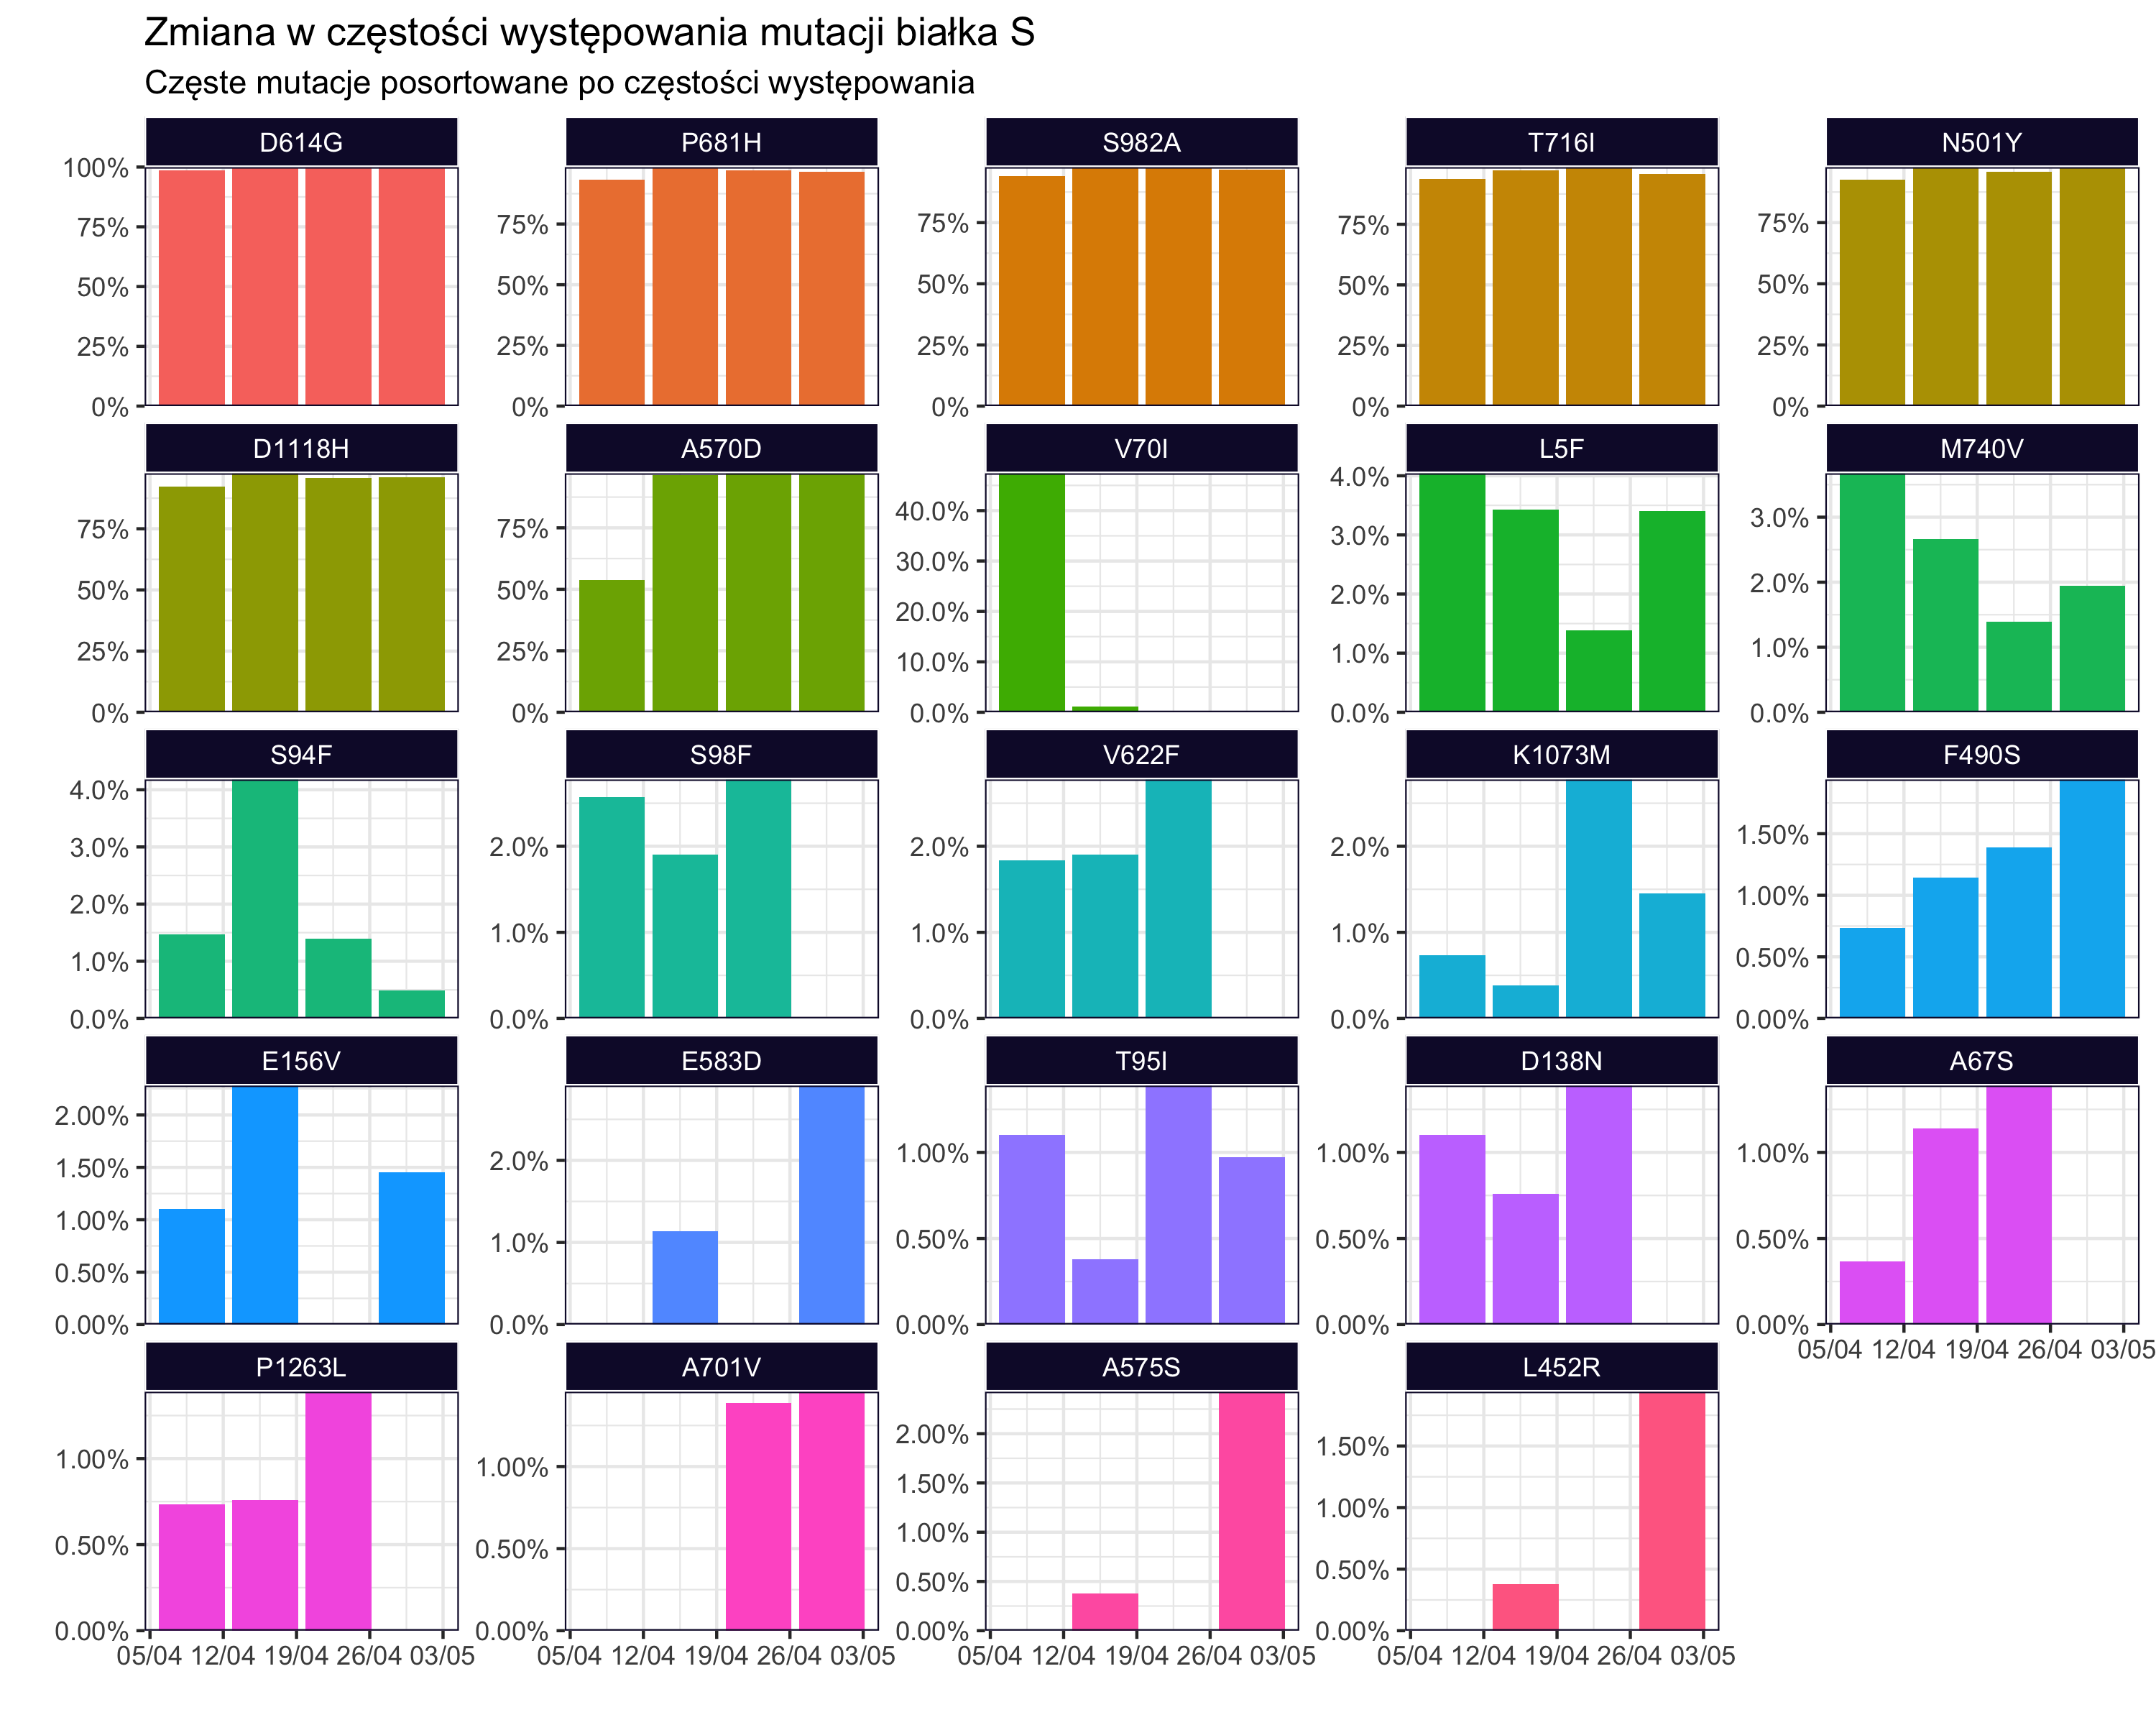 Zmiana w częstości występowania mutacji białka S
Częste mutacje posortowane po częstości występowania
D614G P681H S982A T716I N501Y
100%
75% 75% 75% 75% 75%
50% 50% 50% 50% 50%
25% 25% 25% 25% 25%
0% 0% 0% 0% 0%
D1118H A570D V70I L5F M740V
4.0%
75% 75% 40.0% 3.0% 3.0%
50% 50% 30.0% 2.0% 2.0%
20.0%
25% 25% 10.0% 1.0% 1.0%
0% 0% 0.0% 0.0% 0.0%
S94F S98F V622F K1073M F490S
4.0%
3.0% 2.0% 2.0% 2.0% 1.50%
2.0% 1.00%
1.0% 1.0% 1.0% 1.0% 0.50%
0.0% 0.0% 0.0% 0.0% 0.00%
E156V E583D T95I D138N A67S
2.00%
1.50% 2.0% 1.00% 1.00% 1.00%
1.00% 1.0% 0.50% 0.50% 0.50%
0.50%
0.00% 0.0% 0.00% 0.00% 0.00%
05/04 12/04 19/04 26/04 03/05
P1263L A701V A575S L452R
2.00%
1.00% 1.00% 1.50% 1.50%
1.00% 1.00%
0.50% 0.50% 0.50% 0.50%
0.00% 0.00% 0.00% 0.00%
05/04 12/04 19/04 26/04 03/05 05/04 12/04 19/04 26/04 03/05 05/04 12/04 19/04 26/04 03/05 05/04 12/04 19/04 26/04 03/05